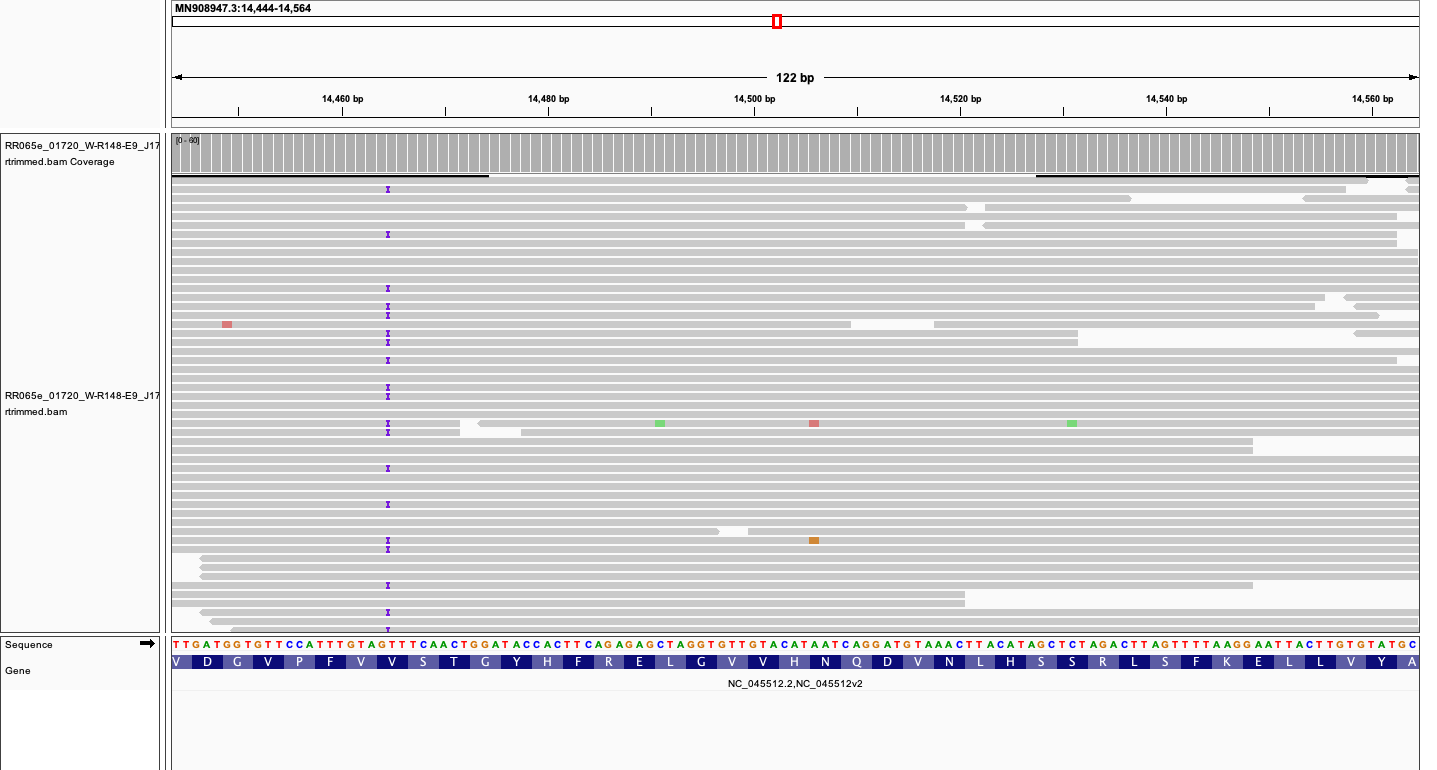 MN908947.3:14,444-14,564
122 bp
14,460 bp 14,480 bp 14,500 bp 14,520 bp 14,540 bp 14,560 bp
RR065e_01720_W-R148-E9_J17
rtrimmed.bam Coverage
[0 - 60]
RR065e_01720_W-R148-E9_J17
rtrimmed.bam
Sequence
TTGATGGTGTTCCATTTGTAGTTTCAACTGGATACCACTTCAGAGAGCTAGGTGTTGTACATAATCAGGATGTAAACTTACATAGCTCTAGACTTAGTTTTAAGGAATTACTTGTGTATGC
Gene
V D G V P F V V S T G Y H F R E L G V V H N Q D V N L H S S R L S F K E L L V Y A
NC_045512.2,NC_045512v2